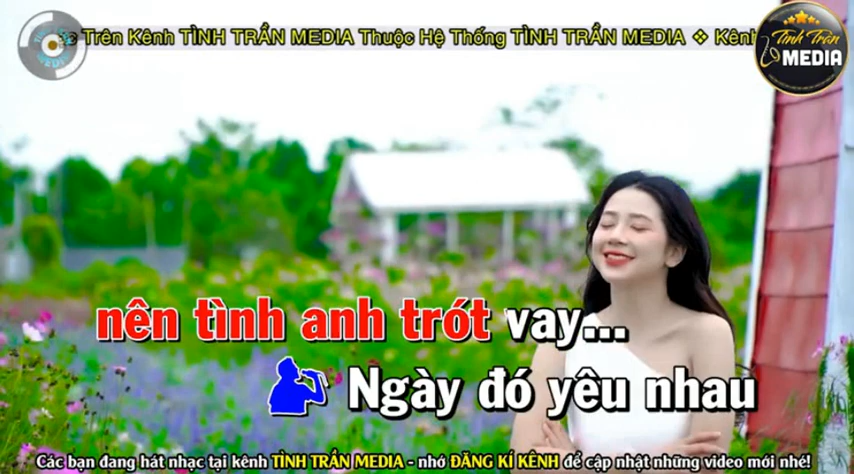 Trên Kênh TÌNH TRẦN MEDIA Thuộc Hệ Thống TÌNH TRẦN MEDIA ❖ Kênh
Tình Trần
MEDIA
nên tình anh trót vay...
Ngày đó yêu nhau
Các bạn đang hát nhạc tại kênh TÌNH TRẦN MEDIA - nhớ ĐĂNG KÍ KÊNH để cập nhật những video mới nhé!